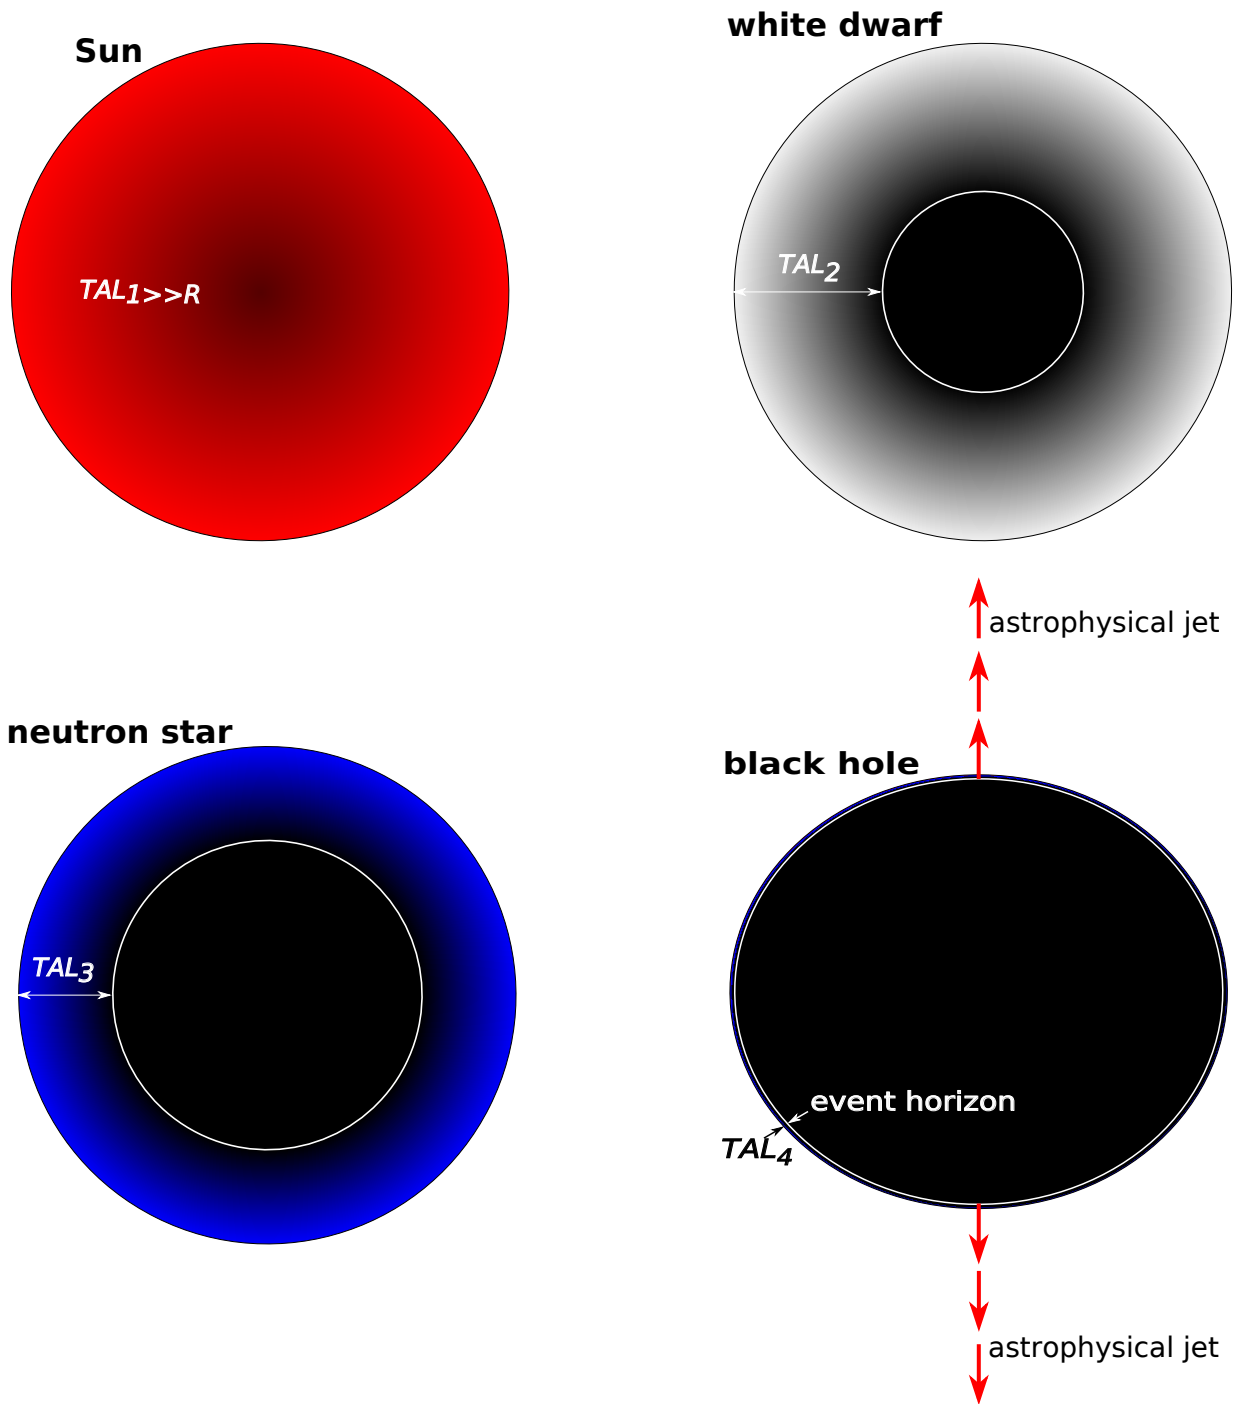 Sun
white dwarf
TAL1>>R
TAL2
astrophysical jet
neutron star
black hole
TAL3
event horizon
TAL4
astrophysical jet